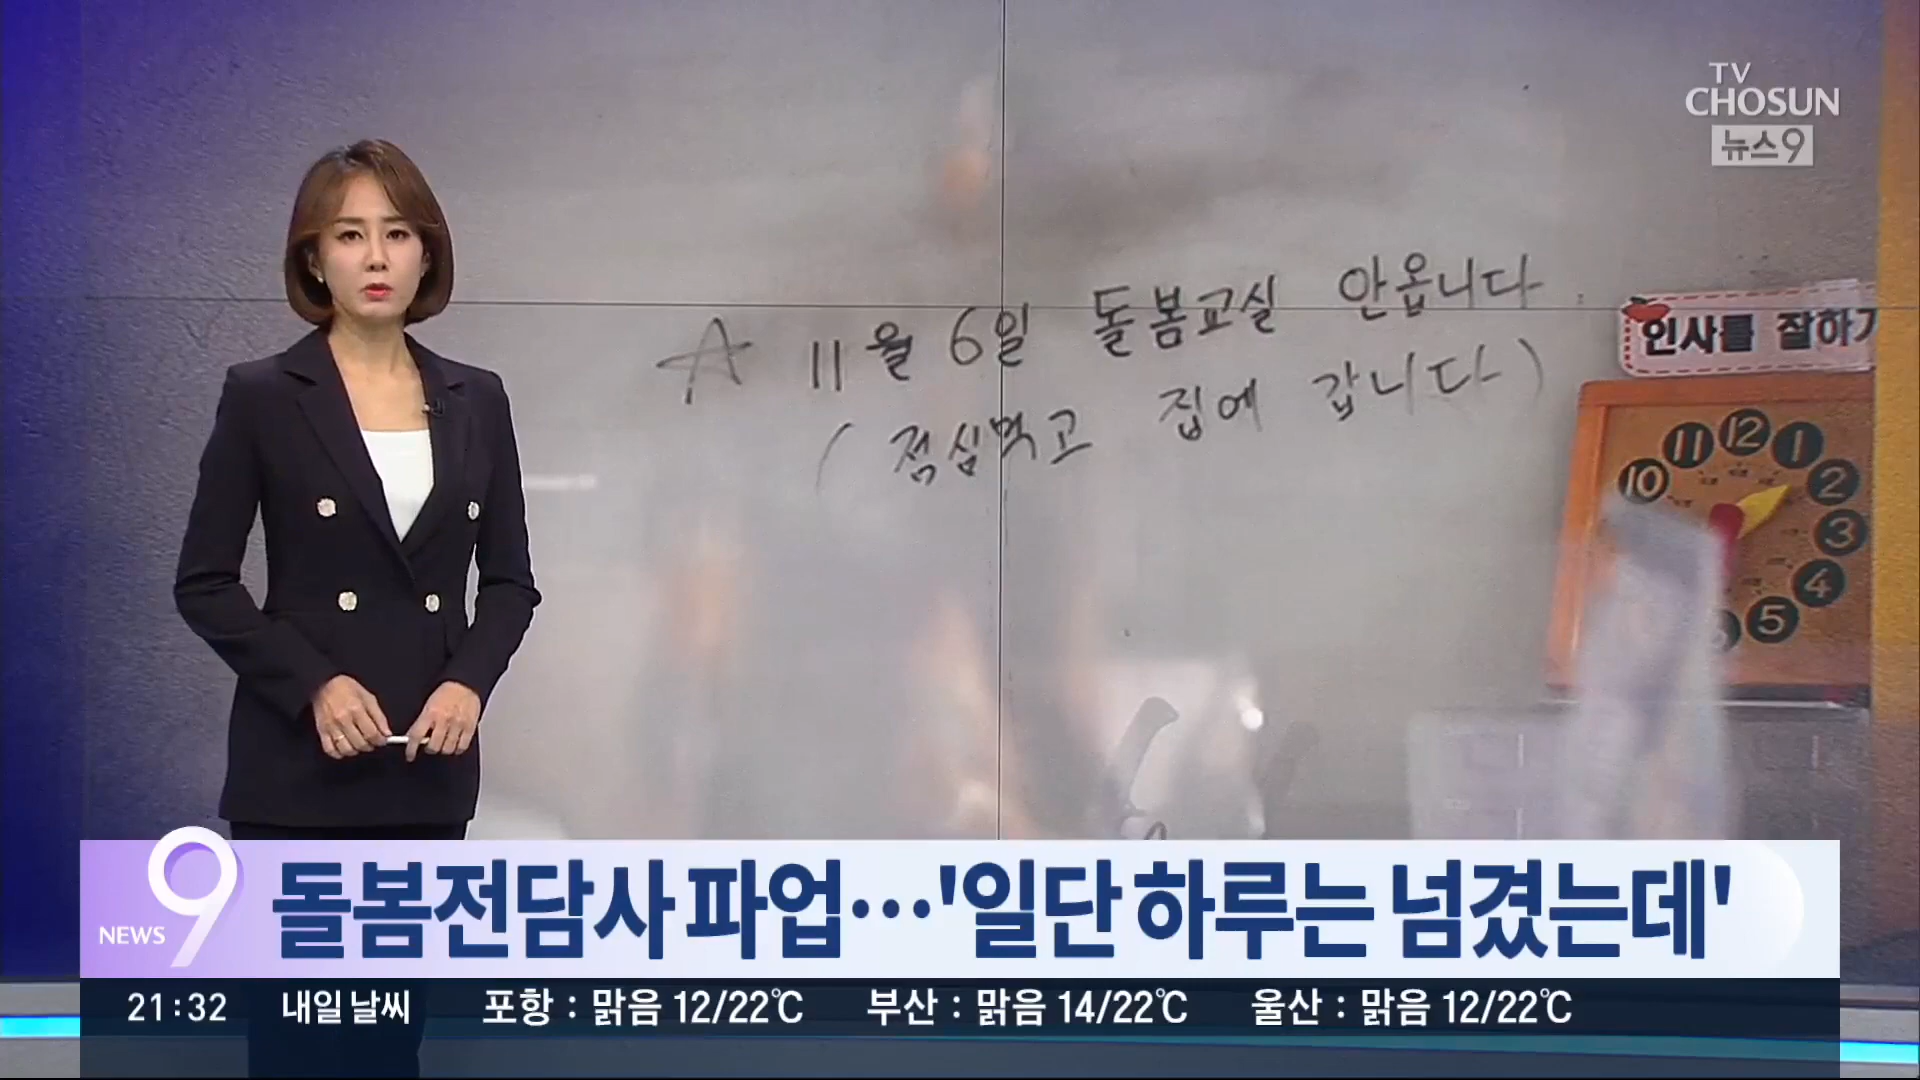 TV
CHOSUN
뉴스9
☆ 11월 6일 돌봄교실 안옵니다
(점심먹고 집에 갑니다)
인사를 잘하
10 11 12 1 2 3 4 5
NEWS 9
돌봄전담사 파업…'일단 하루는 넘겼는데'
21:32 내일 날씨 포항 : 맑음 12/22℃ 부산 : 맑음 14/22℃ 울산 : 맑음 12/22℃